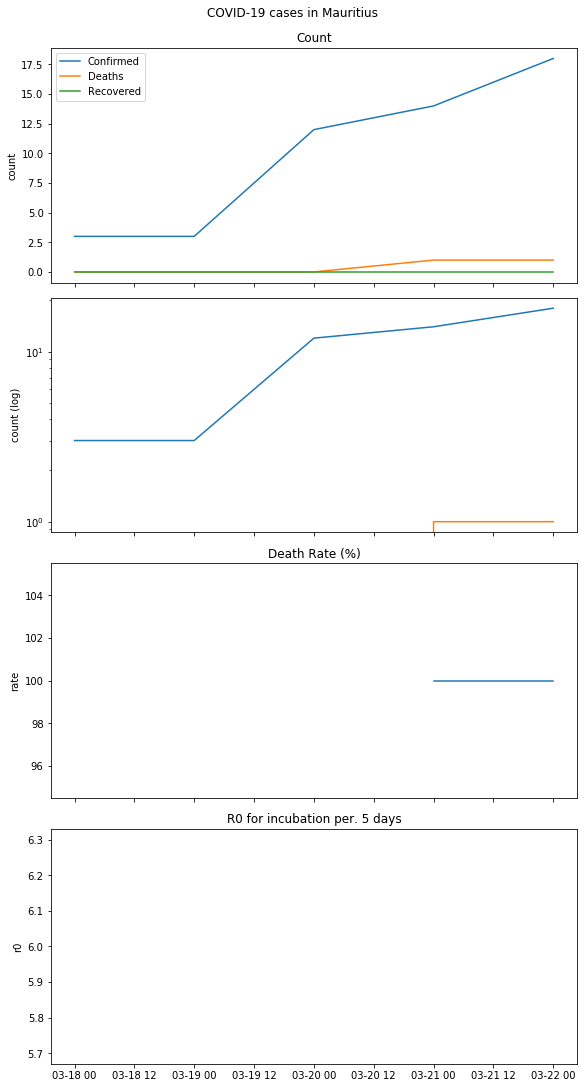 COVID-19 cases in Mauritius
Count
17.5
15.0
12.5
10.0
7.5
5.0
2.5
0.0
count
Confirmed
Deaths
Recovered
10¹
10⁰
count (log)
Death Rate (%)
104
102
100
98
96
rate
R0 for incubation per. 5 days
6.3
6.2
6.1
6.0
5.9
5.8
5.7
r0
03-18 00 03-18 12 03-19 00 03-19 12 03-20 00 03-20 12 03-21 00 03-21 12 03-22 00